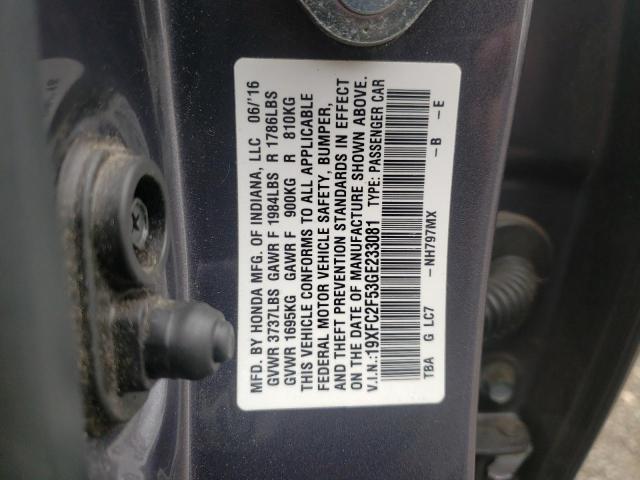 MFD. BY HONDA MFG. OF INDIANA, LLC 06/'16
GVWR 3737LBS GAWR F 1984LBS R 1786LBS
GVWR 1695KG GAWR F 900KG R 810KG
THIS VEHICLE CONFORMS TO ALL APPLICABLE
FEDERAL MOTOR VEHICLE SAFETY, BUMPER,
AND THEFT PREVENTION STANDARDS IN EFFECT
ON THE DATE OF MANUFACTURE SHOWN ABOVE.
V.I.N.:19XFC2F53GE233081 TYPE: PASSENGER CAR
TBA G LC7 -NH797MX -B -E